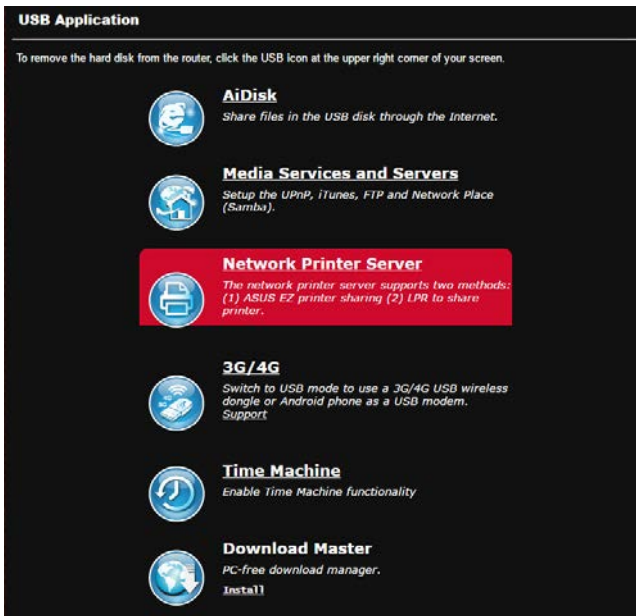 USB Application
To remove the hard disk from the router, click the USB icon at the upper right corner of your screen.
AiDisk
Share files in the USB disk through the Internet.
Media Services and Servers
Setup the UPnP, iTunes, FTP and Network Place
(Samba).
Network Printer Server
The network printer server supports two methods:
(1) ASUS EZ printer sharing (2) LPR to share
printer.
3G/4G
Switch to USB mode to use a 3G/4G USB wireless
dongle or Android phone as a USB modem.
Support
Time Machine
Enable Time Machine functionality
Download Master
PC-free download manager.
Install